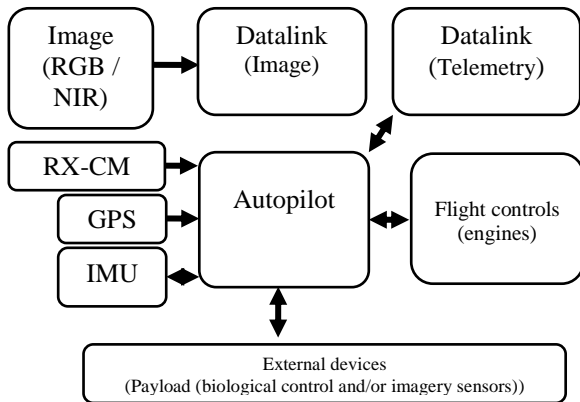 Image
(RGB /
NIR)
Datalink
(Image)
Datalink
(Telemetry)
RX-CM
GPS
IMU
Autopilot
Flight controls
(engines)
External devices
(Payload (biological control and/or imagery sensors))